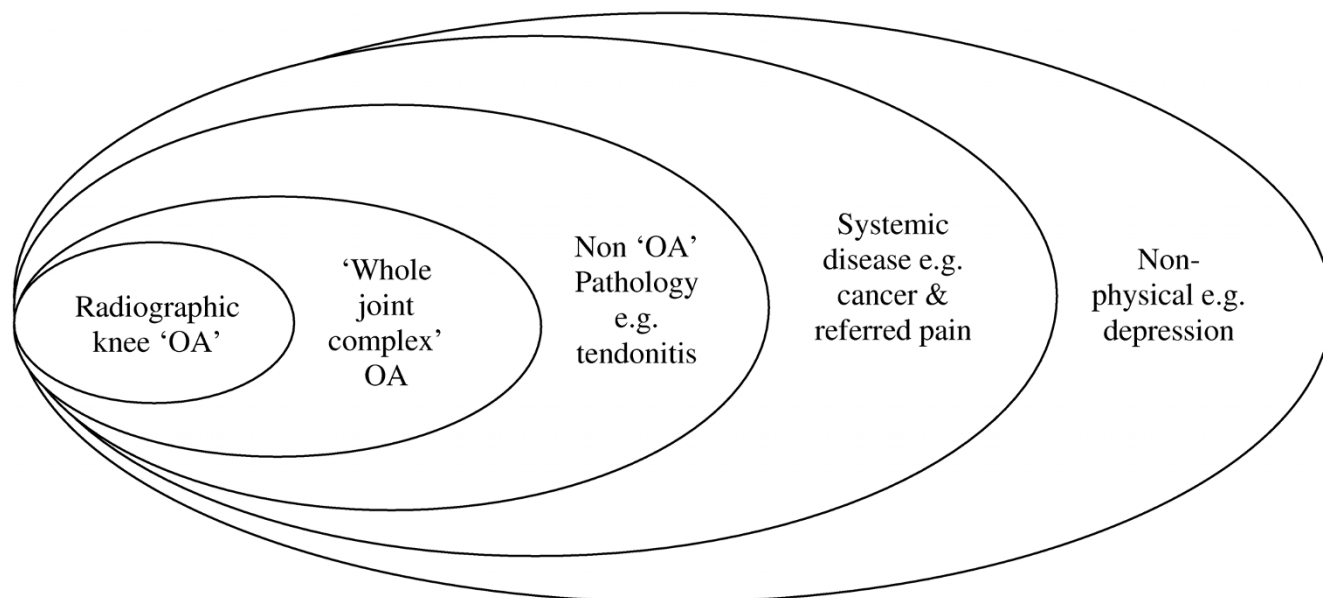 Radiographic
knee ‘OA’
‘Whole
joint
complex’
OA
Non ‘OA’
Pathology
e.g.
tendonitis
Systemic
disease e.g.
cancer &
referred pain
Non-
physical e.g.
depression